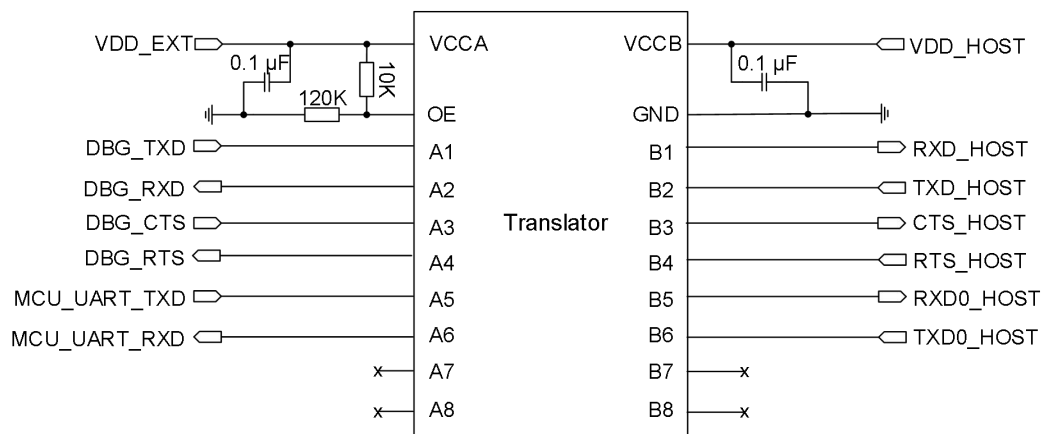 VDD_EXT
VCCA
VCCB
VDD_HOST
0.1 µF
10K
0.1 µF
120K
OE
GND
DBG_TXD
A1
B1
RXD_HOST
DBG_RXD
A2
B2
TXD_HOST
DBG_CTS
A3
Translator
B3
CTS_HOST
DBG_RTS
A4
B4
RTS_HOST
MCU_UART_TXD
A5
B5
RXD0_HOST
MCU_UART_RXD
A6
B6
TXD0_HOST
A7
B7
A8
B8